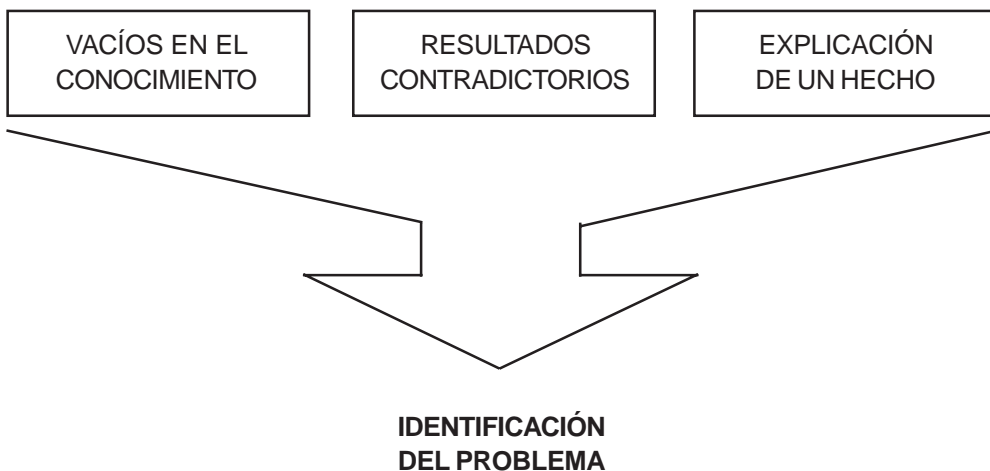 VACÍOS EN EL
CONOCIMIENTO
RESULTADOS
CONTRADICTORIOS
EXPLICACIÓN
DE UN HECHO
IDENTIFICACIÓN
DEL PROBLEMA